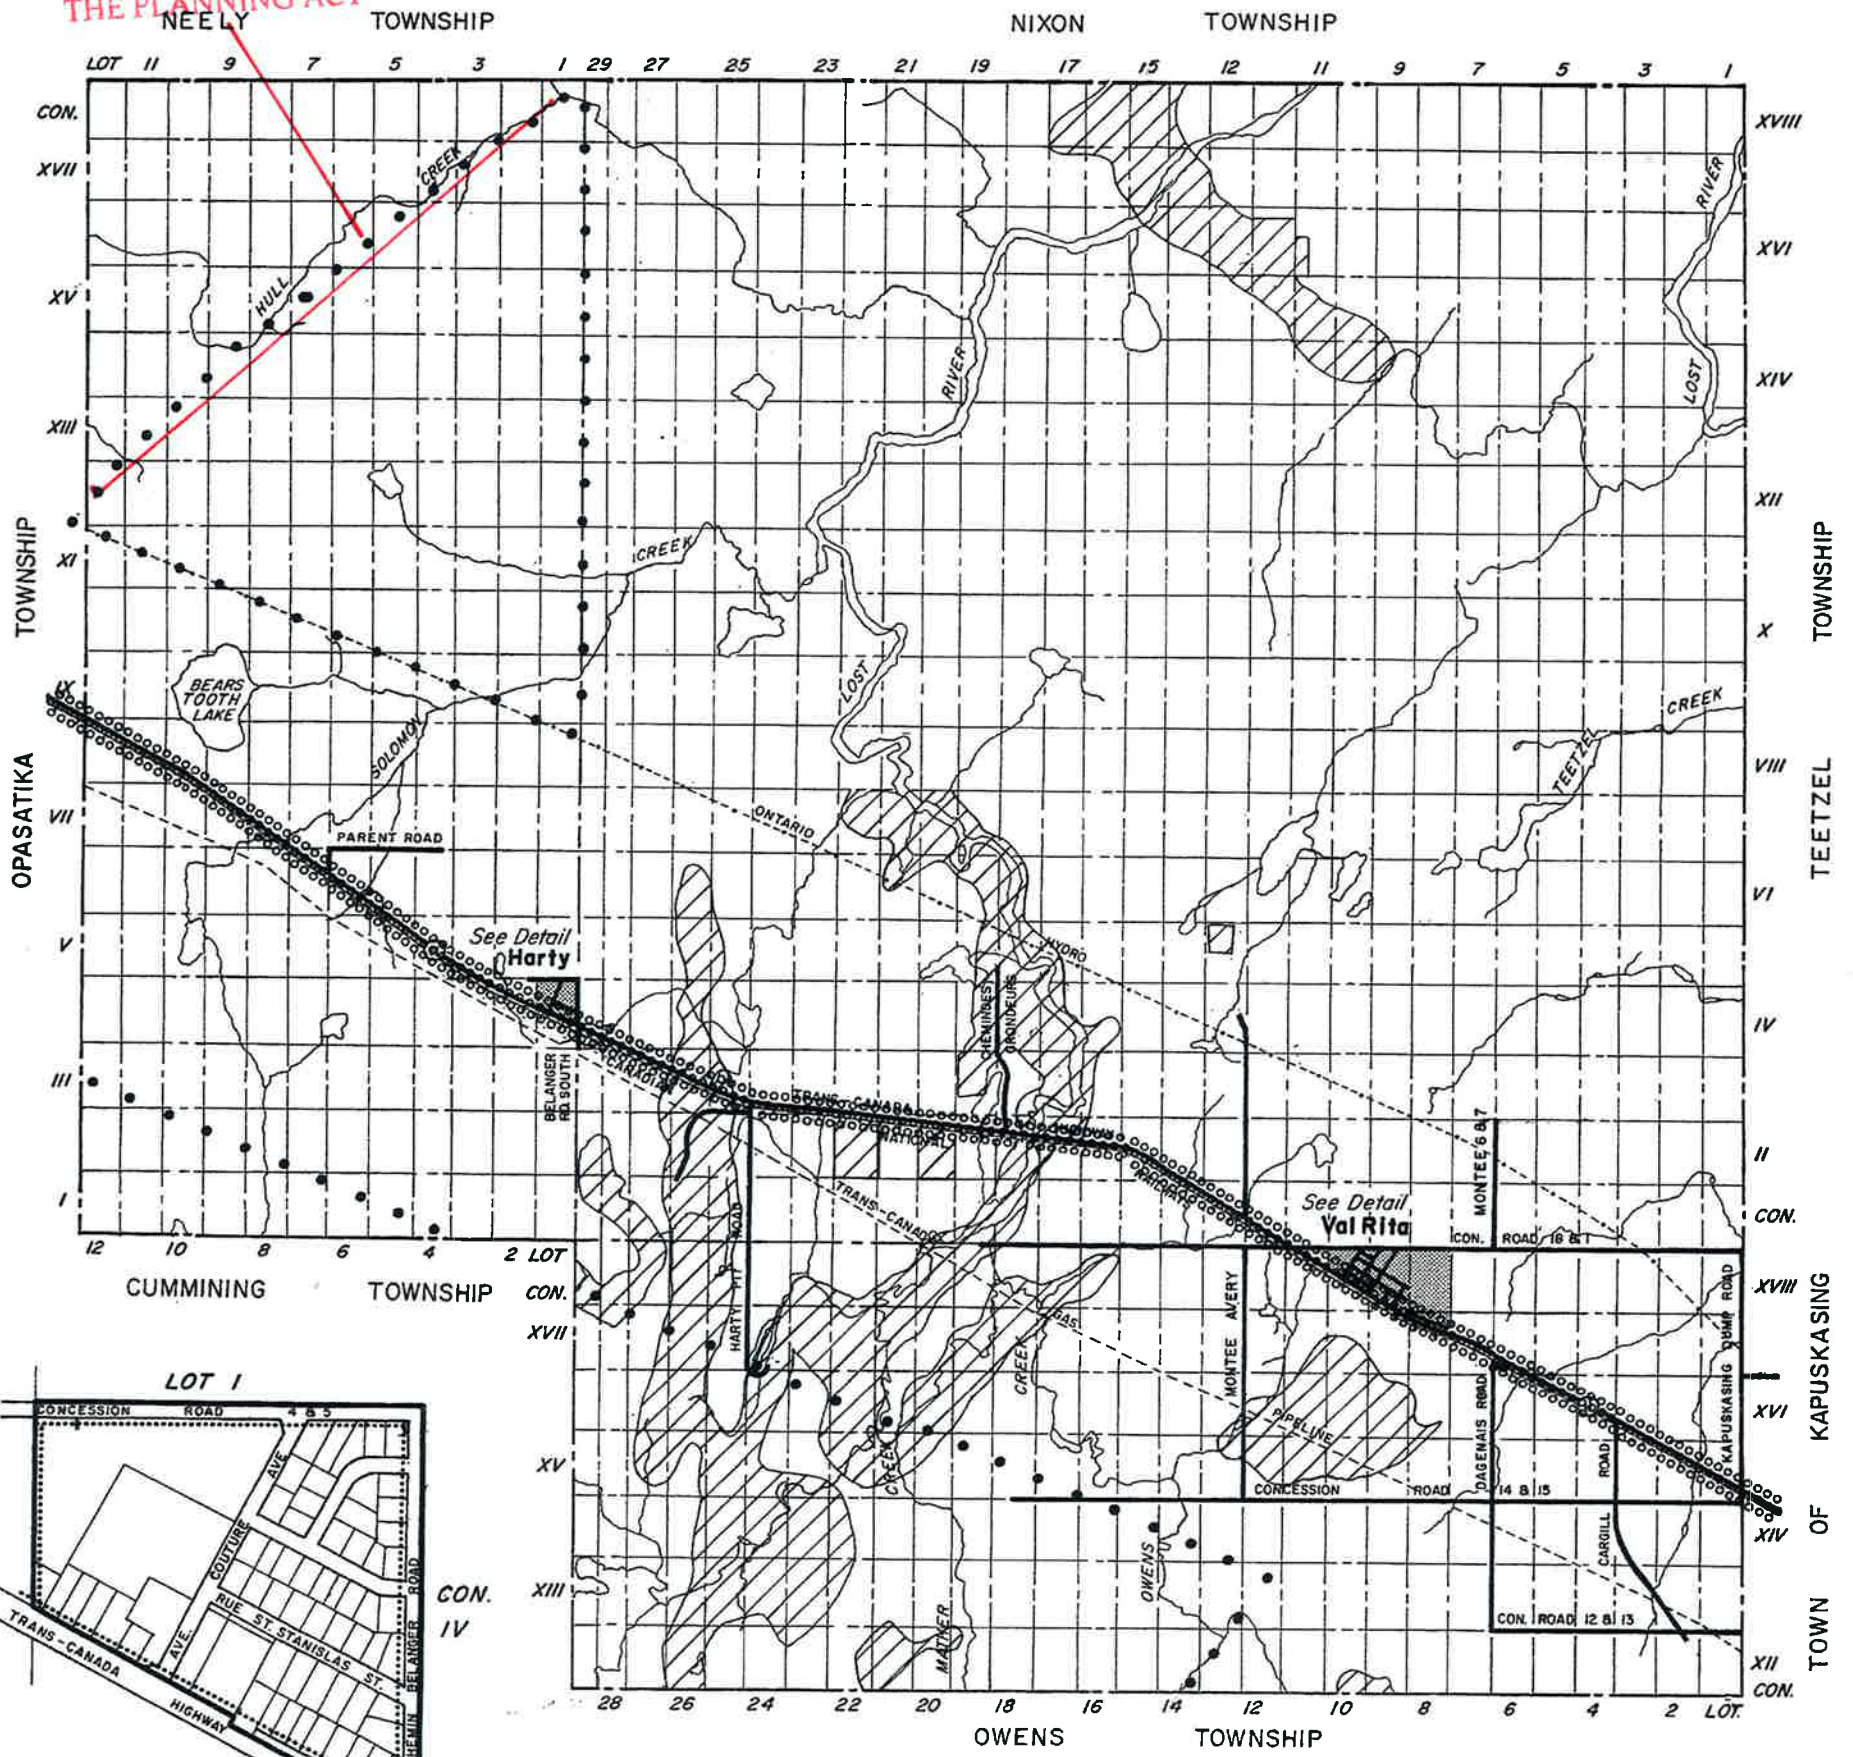 THE PLANNING ACT
NEELY TOWNSHIP NIXON TOWNSHIP
LOT 11 9 7 5 3 1 29 27 25 23 21 19 17 15 12 11 9 7 5 3 1
CON.
XVII
XV
XIII
XI
IX
VII
V
III
I
XVIII
XVI
XIV
XII
X
VIII
VI
IV
II
CON.
XVIII
XVI
XIV
XII
CON.
OPASATIKA TOWNSHIP
TEETZEL TOWNSHIP
TOWN OF KAPUSKASING
HULL CREEK
RIVER
LOST
RIVER
LOST
CREEK
SOLOMON
BEARS
TOOTH
LAKE
TEETZEL CREEK
PARENT ROAD
ONTARIO HYDRO
See Detail
Harty
BELANGER
RD. SOUTH
CANADIAN NATIONAL RAILWAY
TRANS-CANADA HIGHWAY
CHEMIN DES
GRONDEURS
TRANS-CANADA GAS PIPELINE
HARTY PIT ROAD
MONTEE 6 & 7
See Detail
Val Rita
CON. ROAD 18 & 1
MONTEE AVERY
DAGENAIS ROAD
KAPUSKASING DUMP ROAD
CARGILL ROAD
CONCESSION ROAD 14 & 15
CON. ROAD 12 & 13
CREEK
OWENS
CREEK
MATHER
12 10 8 6 4 2 LOT
CUMMINING TOWNSHIP CON.
XVII
XV
XIII
28 26 24 22 20 18 16 14 12 10 8 6 4 2 LOT.
OWENS TOWNSHIP
LOT 1
CONCESSION ROAD 4 & 5
COUTURE AVE
AVE.
RUE ST. STANISLAS ST.
BELANGER ROAD
HEMIN BELANGER
CON.
IV
TRANS-CANADA HIGHWAY